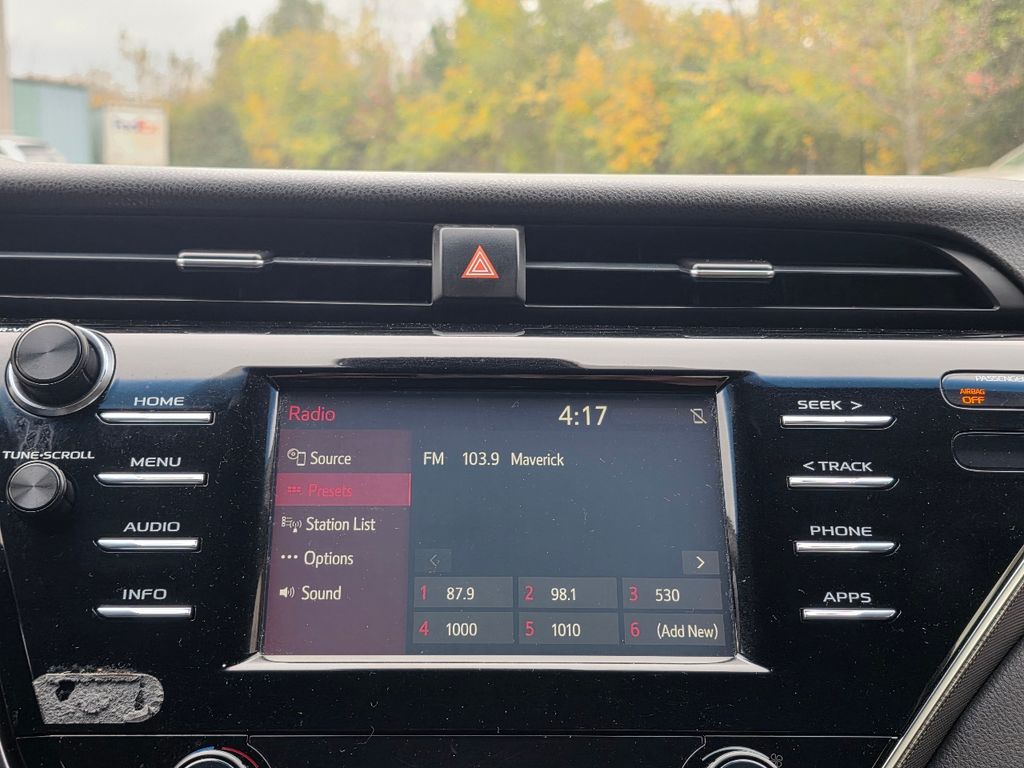 FedEx
PASSENGER
AIRBAG
OFF
HOME
SEEK >
TUNE•SCROLL
MENU
< TRACK
AUDIO
PHONE
INFO
APPS
Radio
4:17
Source
FM 103.9 Maverick
Presets
Station List
Options
Sound
1 87.9 2 98.1 3 530
4 1000 5 1010 6 (Add New)